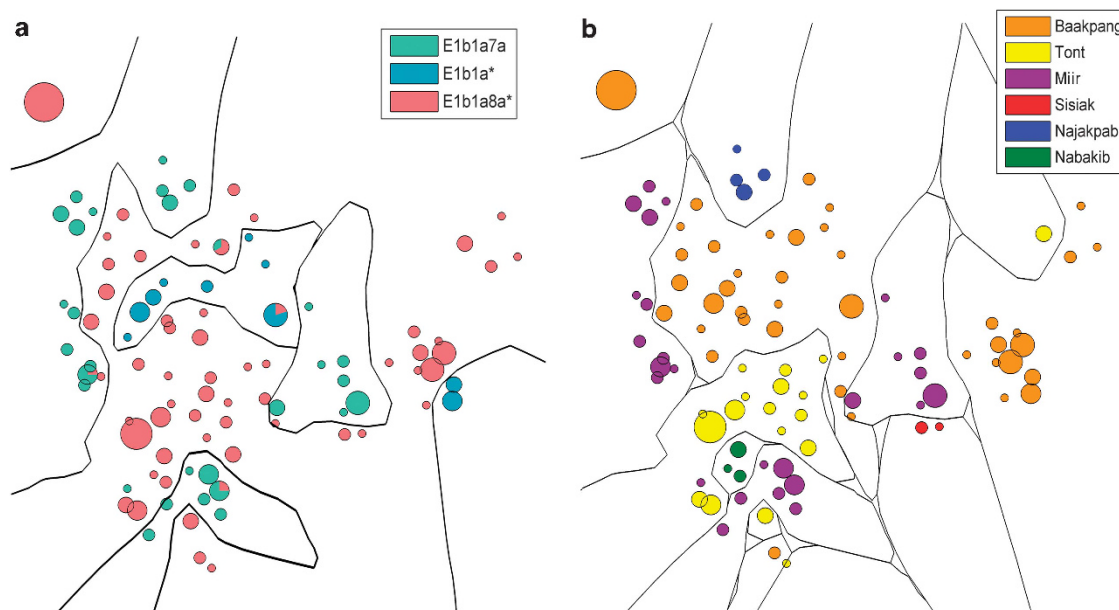 a
E1b1a7a
E1b1a*
E1b1a8a*
b
Baakpang
Tont
Miir
Sisiak
Najakpab
Nabakib